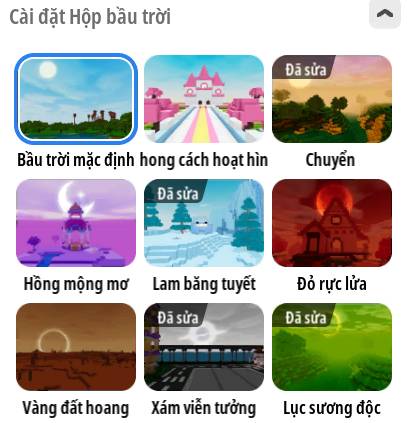 Cài đặt Hộp bầu trời
Đã sửa
Bầu trời mặc định
hong cách hoạt hìn
Chuyển
Đã sửa
Hồng mộng mơ
Lam băng tuyết
Đỏ rực lửa
Đã sửa
Đã sửa
Vàng đất hoang
Xám viễn tưởng
Lục sương độc